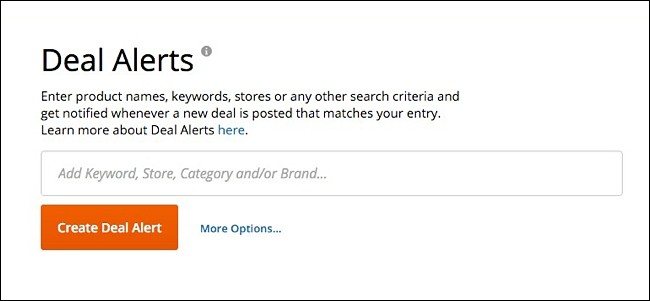 Deal Alerts
Enter product names, keywords, stores or any other search criteria and
get notified whenever a new deal is posted that matches your entry.
Learn more about Deal Alerts here.
Add Keyword, Store, Category and/or Brand...
Create Deal Alert
More Options...